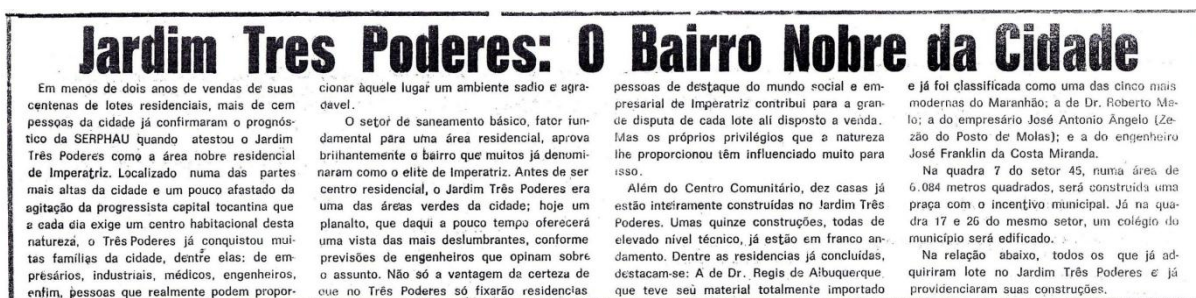 Jardim Tres Poderes: O Bairro Nobre da Cidade
Em menos de dois anos de vendas de suas
centenas de lotes residenciais, mais de cem
pessoas da cidade já confirmaram o prognós-
tico da SERPHAU quando atestou o Jardim
Três Poderes como a área nobre residencial
de Imperatriz. Localizado numa das partes
mais altas da cidade e um pouco afastado da
agitação da progressista capital tocantina que
a cada dia exige um centro habitacional desta
natureza, o Três Poderes já conquistou mui-
tas famílias da cidade, dentre elas: de em-
presários, industriais, médicos, engenheiros,
enfim, pessoas que realmente podem propor-
cionar àquele lugar um ambiente sadio e agra-
davel.
O setor de saneamento básico, fator fun-
damental para uma área residencial, aprova
brilhantemente o bairro que muitos já denumi-
naram como o elite de Imperatriz. Antes de ser
centro residencial, o Jardim Três Poderes era
uma das áreas verdes da cidade; hoje um
planalto, que daqui a pouco tempo oferecerá
uma vista das mais deslumbrantes, conforme
previsões de engenheiros que opinam sobre
o assunto. Não só a vantagem da certeza de
que no Três Poderes só fixarão residencias
pessoas de destaque do mundo social e em-
presarial de Imperatriz contribui para a gran-
de disputa de cada lote ali disposto a venda.
Mas os próprios privilégios que a natureza
lhe proporcionou têm influenciado muito para
isso.
Além do Centro Comunitário, dez casas já
estão inteiramente construídas no Jardim Três
Poderes. Umas quinze construções, todas de
elevado nível técnico, já estão em franco an-
damento. Dentre as residencias já concluídas,
destacam-se: A de Dr. Regis de Albuquerque
que teve seu material totalmente importado
e já foi classificada como uma das cinco mais
modernas do Maranhão; a de Dr. Roberto Ma-
lo; a do empresário José Antonio Ângelo (Ze-
zão do Posto de Molas); e a do engenheiro
José Franklin da Costa Miranda.
Na quadra 7 do setor 45, numa área de
6.084 metros quadrados, será construida uma
praça com o incentivo municipal. Já na qua-
dra 17 e 26 do mesmo setor, um colégio do
município será edificado.
Na relação abaixo, todos os que já ad-
quiriram lote no Jardim Três Poderes e já
providenciaram suas construções.